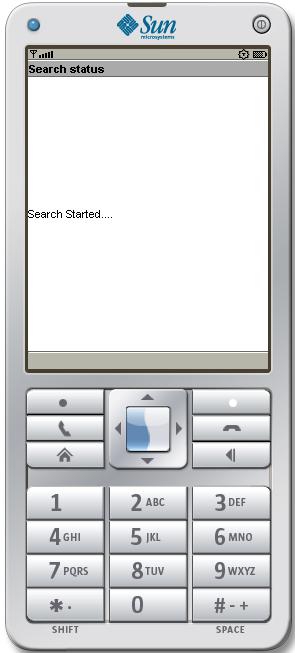 Sun
microsystems
Search status
Search Started....
1
2 ABC
3 DEF
4 GHI
5 JKL
6 MNO
7 PQRS
8 TUV
9 WXYZ
* .
0
# - +
SHIFT
SPACE